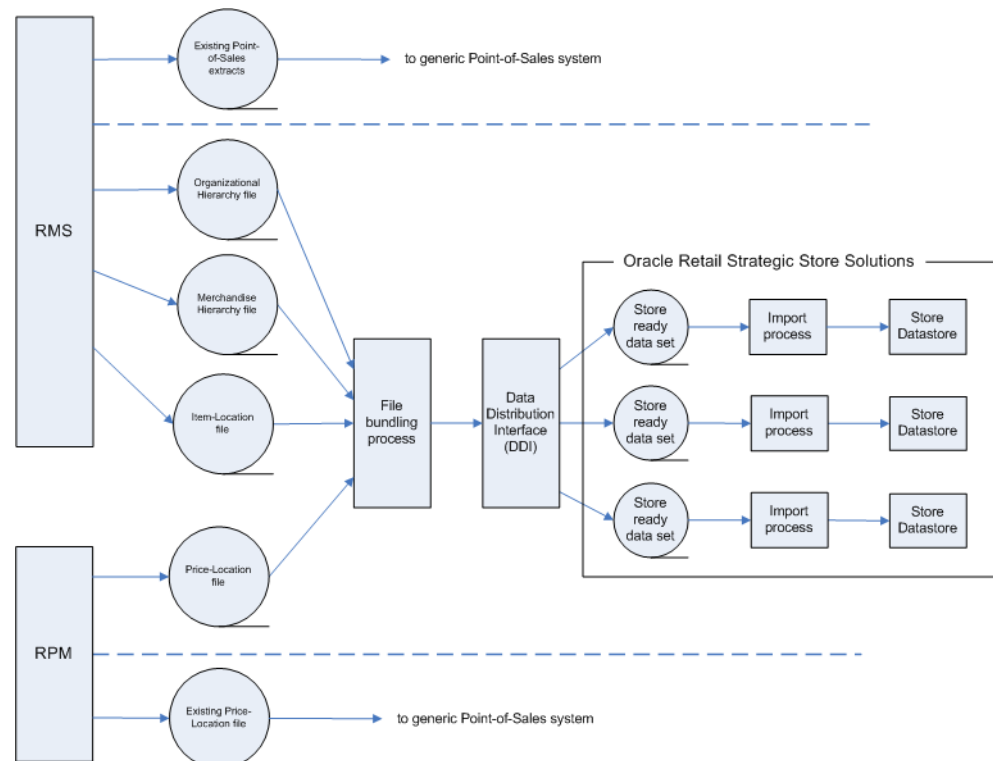 Existing Point-
of-Sales
extracts
to generic Point-of-Sales system
Organizational
Hierarchy file
RMS
Merchandise
Hierarchy file
Item-Location
file
File
bundling
process
Data
Distribution
Interface
(DDI)
Oracle Retail Strategic Store Solutions
Store
ready
data set
Import
process
Store
Datastore
Store
ready
data set
Import
process
Store
Datastore
Store
ready
data set
Import
process
Store
Datastore
Price-Location
file
RPM
Existing Price-
Location file
to generic Point-of-Sales system